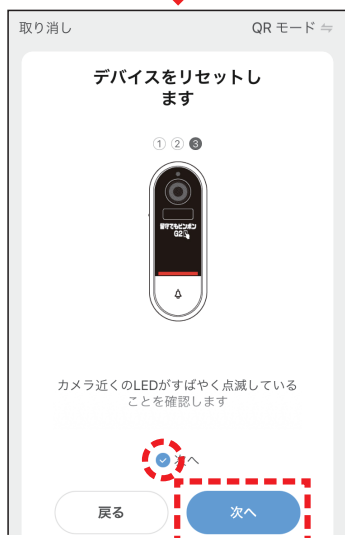 取り消し QR モード ⇋
デバイスをリセットし
ます
① ② ❸
留守でもピンポン
G2
カメラ近くのLEDがすばやく点滅している
ことを確認します
次へ
戻る 次へ